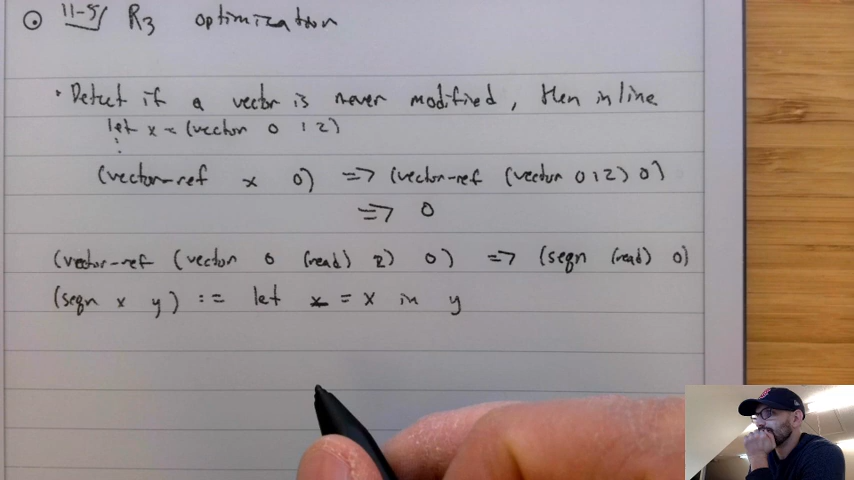 11-5/ R3 optimization
• Detect if a vector is never modified, then inline
let x = (vector 0 1 2)
⋮
(vector-ref x 0) => (vector-ref (vector 0 1 2) 0)
=> 0
(vector-ref (vector 0 (read) 2) 0) => (seqn (read) 0)
(seqn x y) := let _ = x in y